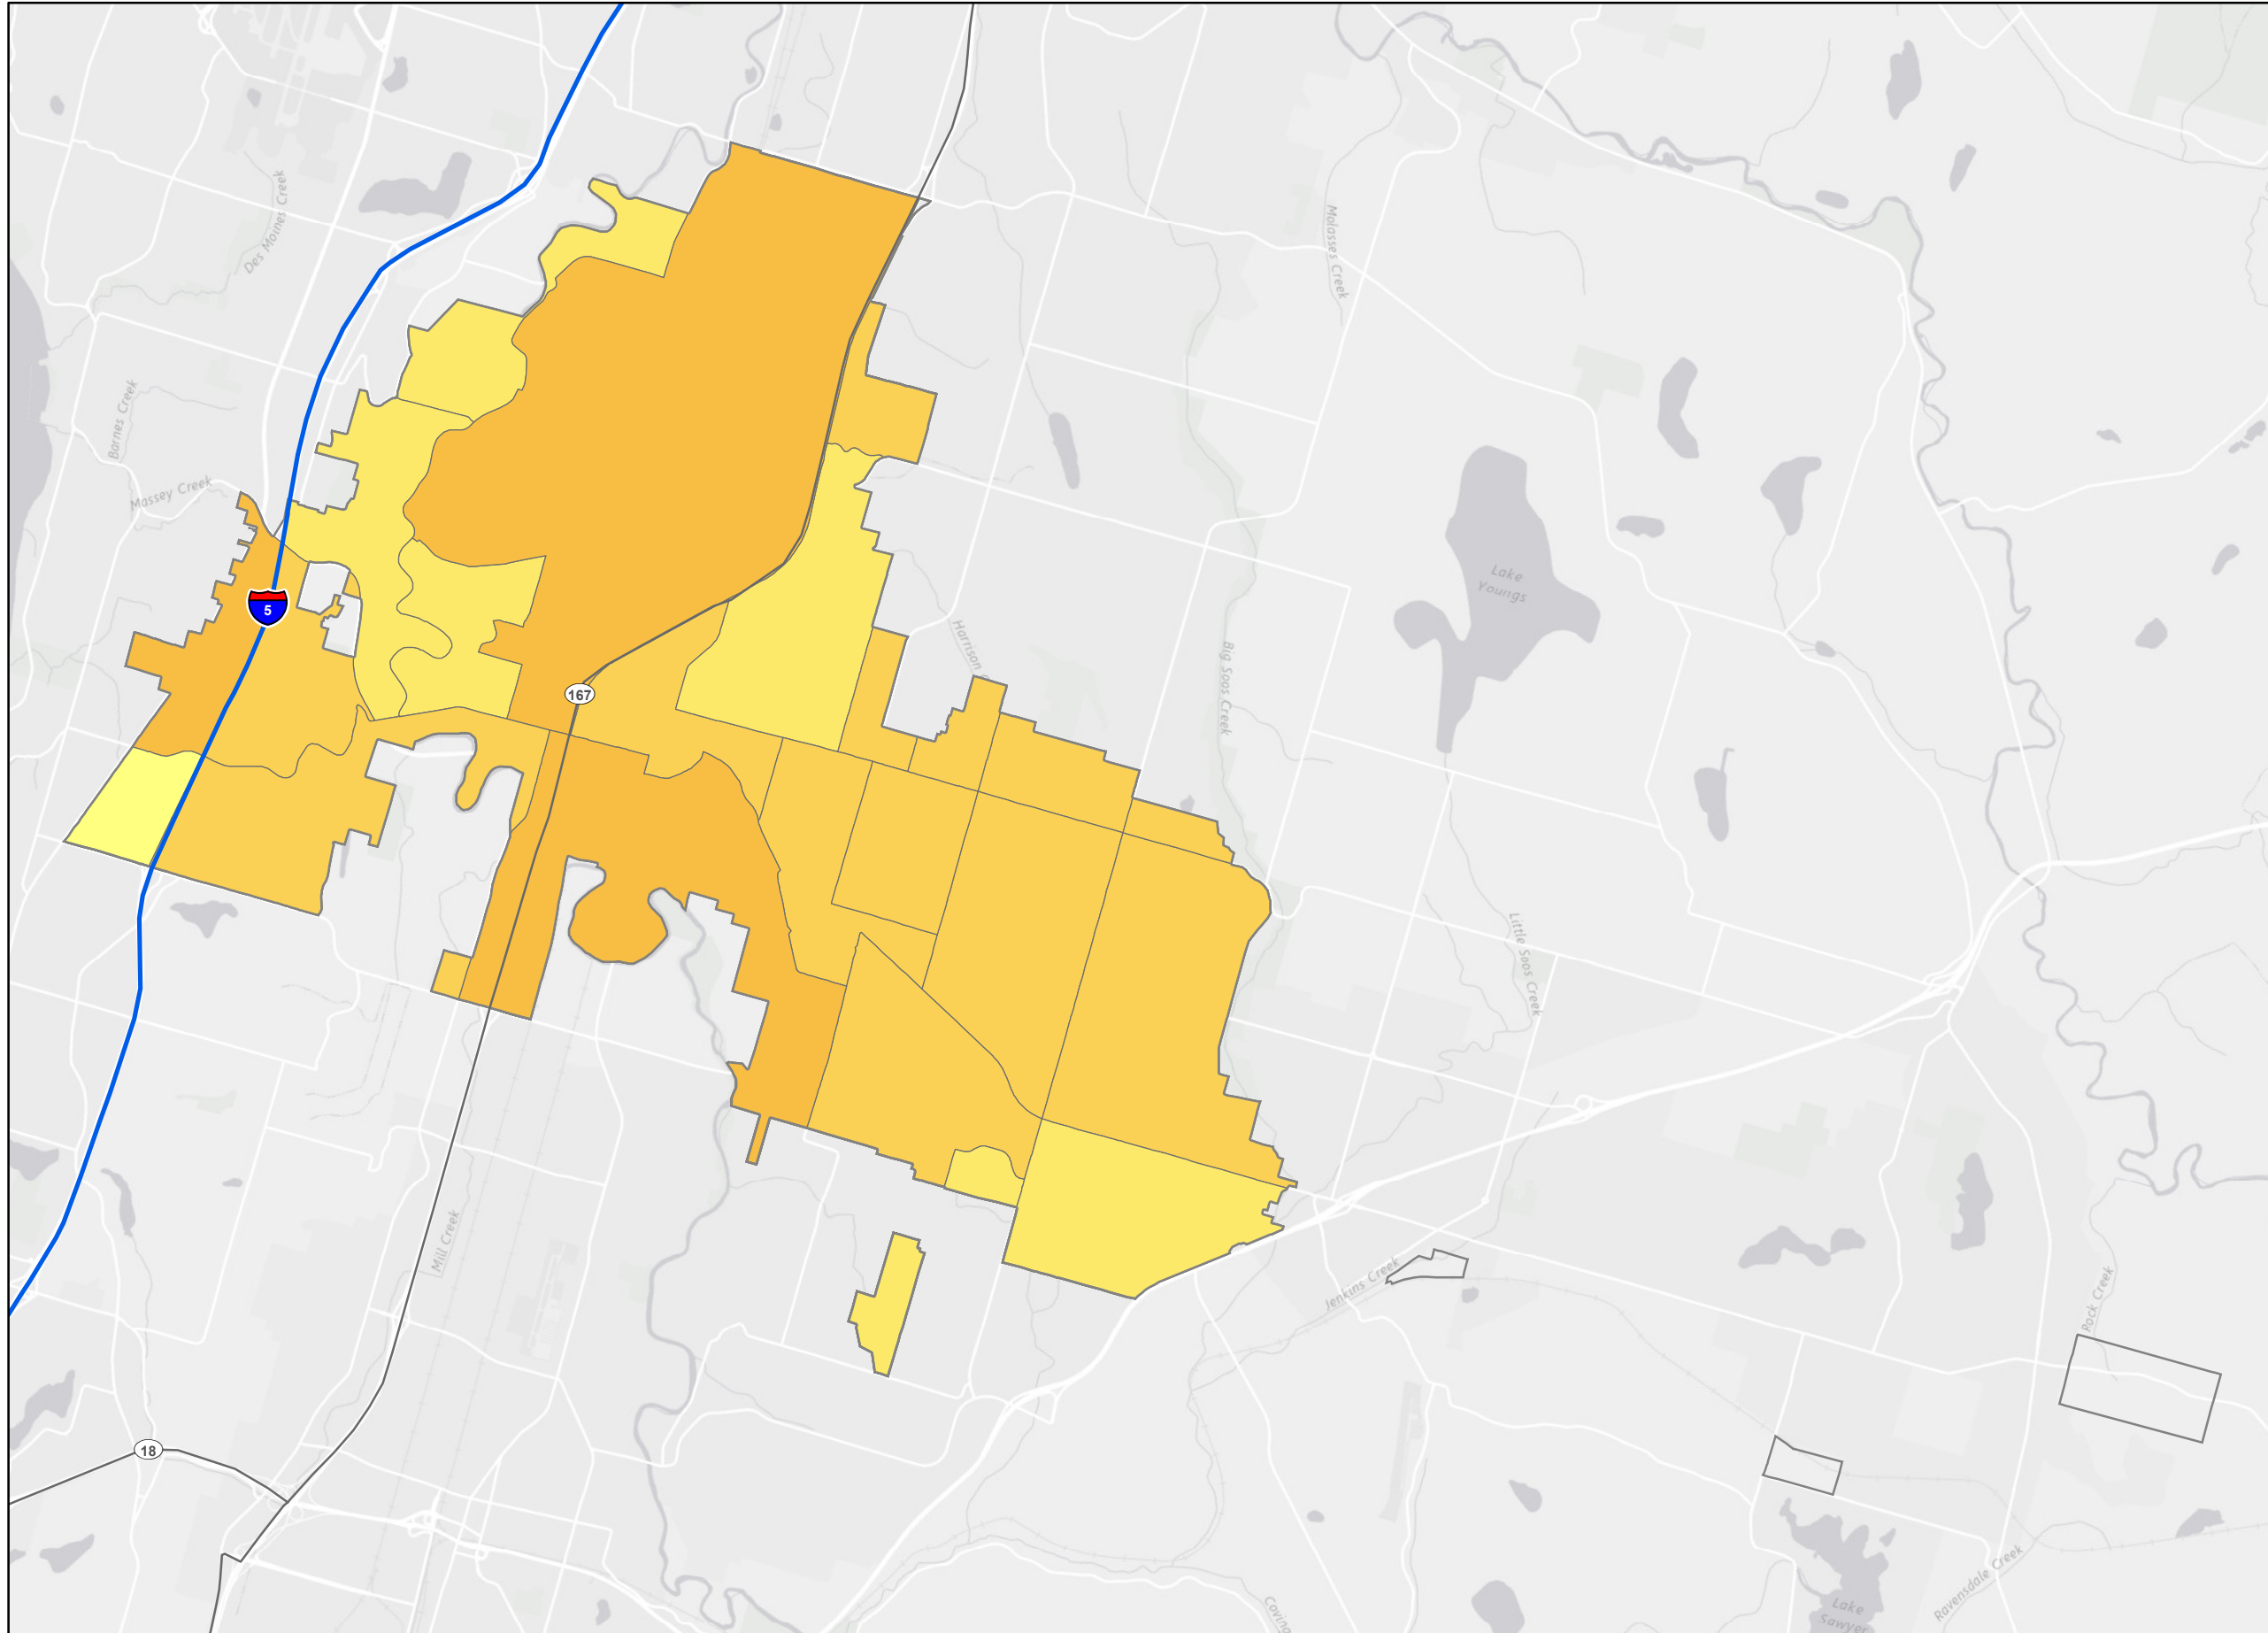 Des Moines Creek
Molasses Creek
Barnes Creek
Massey Creek
Lake
Youngs
5
Harrison
Big Soos Creek
167
Little Soos Creek
Mill Creek
Jenkins Creek
Rock Creek
18
Ravensdale Creek
Lake
Sawyer
Coving